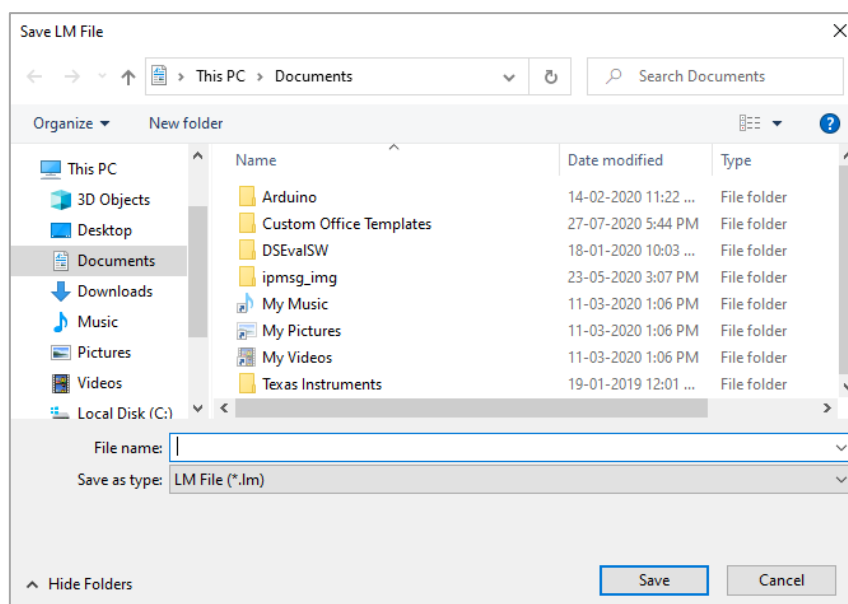 Save LM File
This PC > Documents
Search Documents
Organize
New folder
This PC
3D Objects
Desktop
Documents
Downloads
Music
Pictures
Videos
Local Disk (C:)
Name Date modified Type
Arduino 14-02-2020 11:22 ... File folder
Custom Office Templates 27-07-2020 5:44 PM File folder
DSEvalSW 18-01-2020 10:03 ... File folder
ipmsg_img 23-05-2020 3:07 PM File folder
My Music 11-03-2020 1:06 PM File folder
My Pictures 11-03-2020 1:06 PM File folder
My Videos 11-03-2020 1:06 PM File folder
Texas Instruments 19-01-2019 12:01 ... File folder
File name:
Save as type: LM File (*.lm)
Hide Folders
Save
Cancel